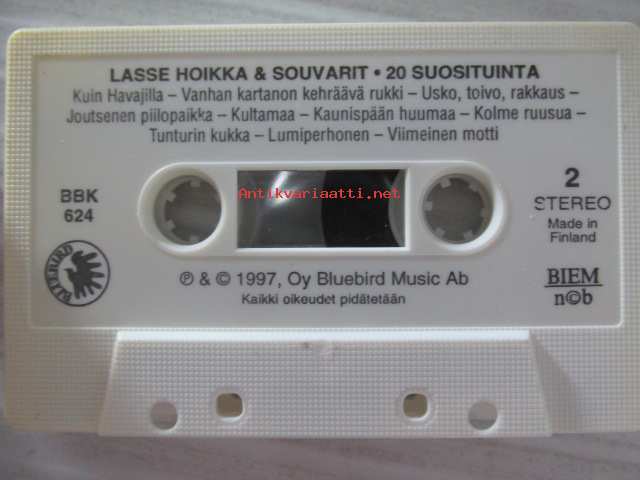 LASSE HOIKKA & SOUVARIT • 20 SUOSITUINTA
Kuin Havajilla – Vanhan kartanon kehräävä rukki – Usko, toivo, rakkaus –
Joutsenen piilopaikka – Kultamaa – Kaunispään huumaa – Kolme ruusua –
Tunturin kukka – Lumiperhonen – Viimeinen motti
Antikvariaatti.net
BBK
624
2
STEREO
Made in
Finland
BLUEBIRD
℗ & © 1997, Oy Bluebird Music Ab
Kaikki oikeudet pidätetään
BIEM
n©b